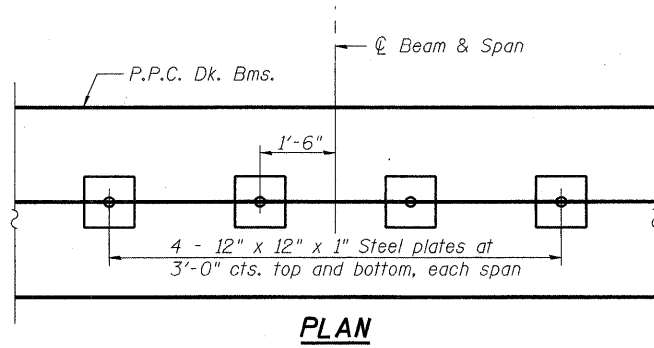 ℄ Beam & Span
P.P.C. Dk. Bms.
1'-6"
4 - 12" x 12" x 1" Steel plates at
3'-0" cts. top and bottom, each span
PLAN